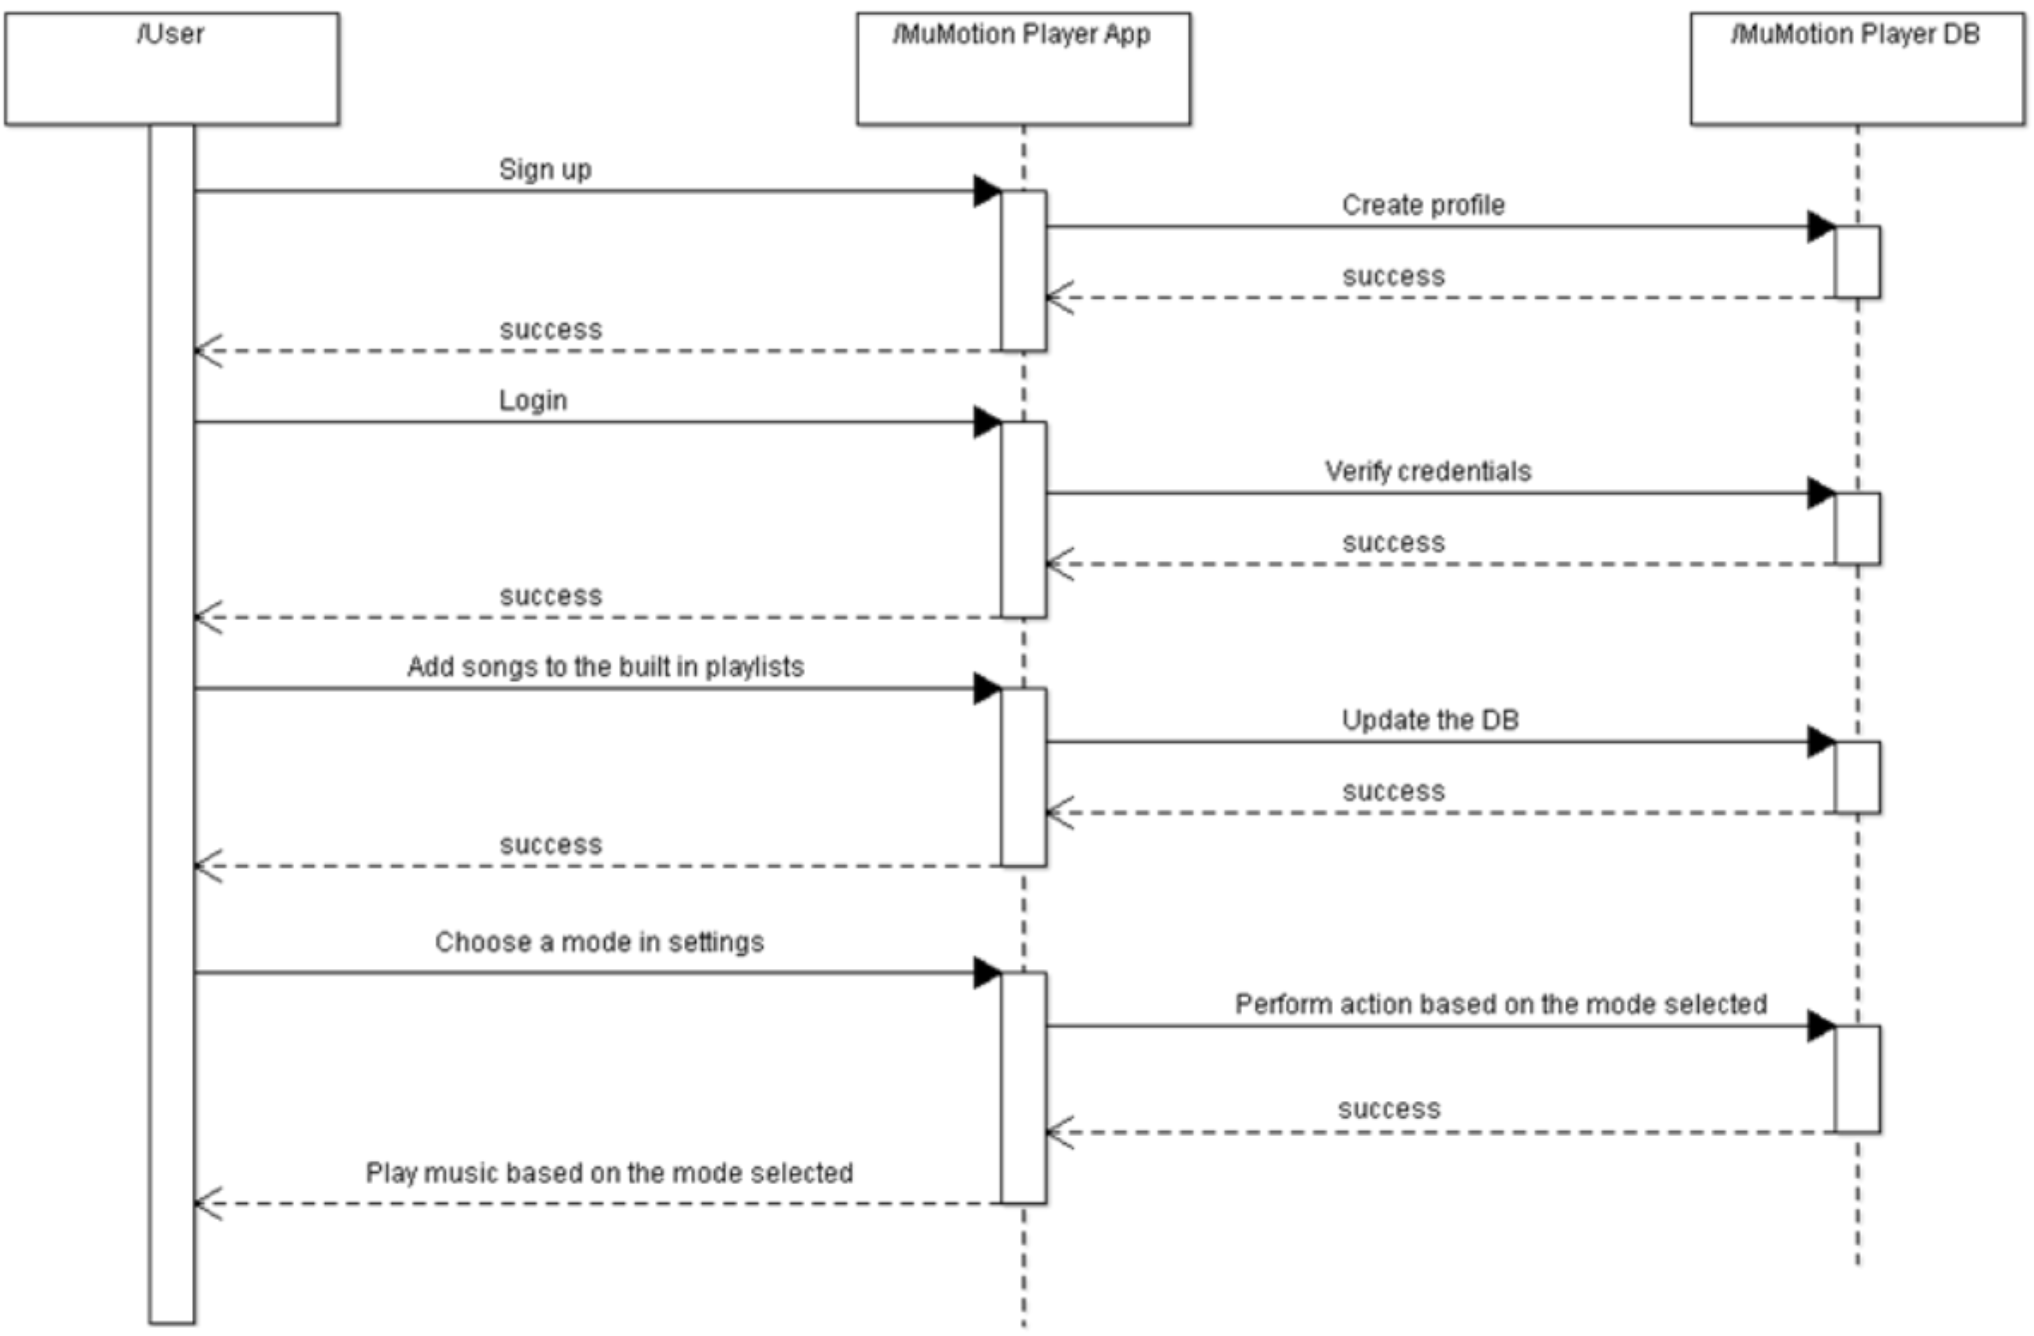 /User
/MuMotion Player App
/MuMotion Player DB
Sign up
Create profile
success
success
Login
Verify credentials
success
success
Add songs to the built in playlists
Update the DB
success
success
Choose a mode in settings
Perform action based on the mode selected
success
Play music based on the mode selected